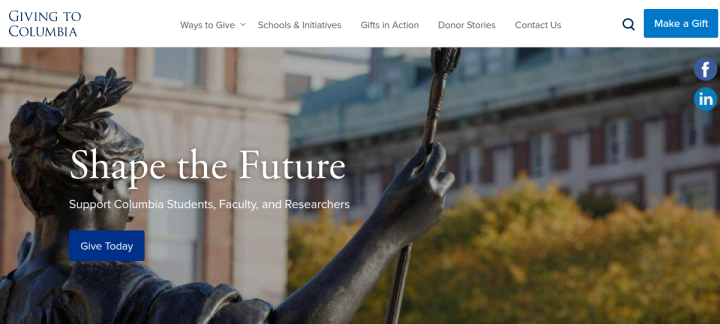 GIVING TO
COLUMBIA
Ways to Give
Schools & Initiatives
Gifts in Action
Donor Stories
Contact Us
Make a Gift
f
in
Shape the Future
Support Columbia Students, Faculty, and Researchers
Give Today